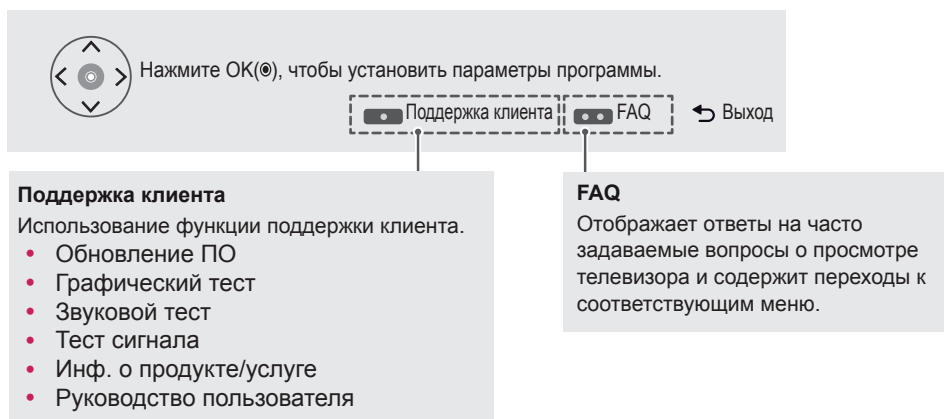 Нажмите OK(◉), чтобы установить параметры программы.
Поддержка клиента
FAQ
Выход
Поддержка клиента
Использование функции поддержки клиента.
• Обновление ПО
• Графический тест
• Звуковой тест
• Тест сигнала
• Инф. о продукте/услуге
• Руководство пользователя
FAQ
Отображает ответы на часто
задаваемые вопросы о просмотре
телевизора и содержит переходы к
соответствующим меню.